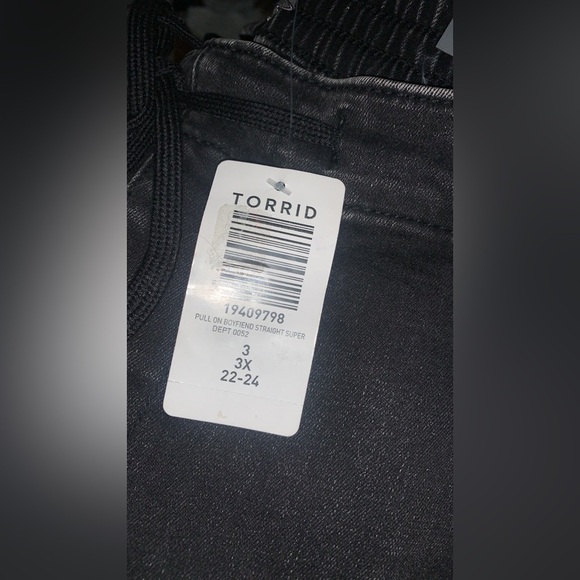 TORRID
19409798
PULL ON BOYFIEND STRAIGHT SUPER
DEPT 0052
3
3X
22-24